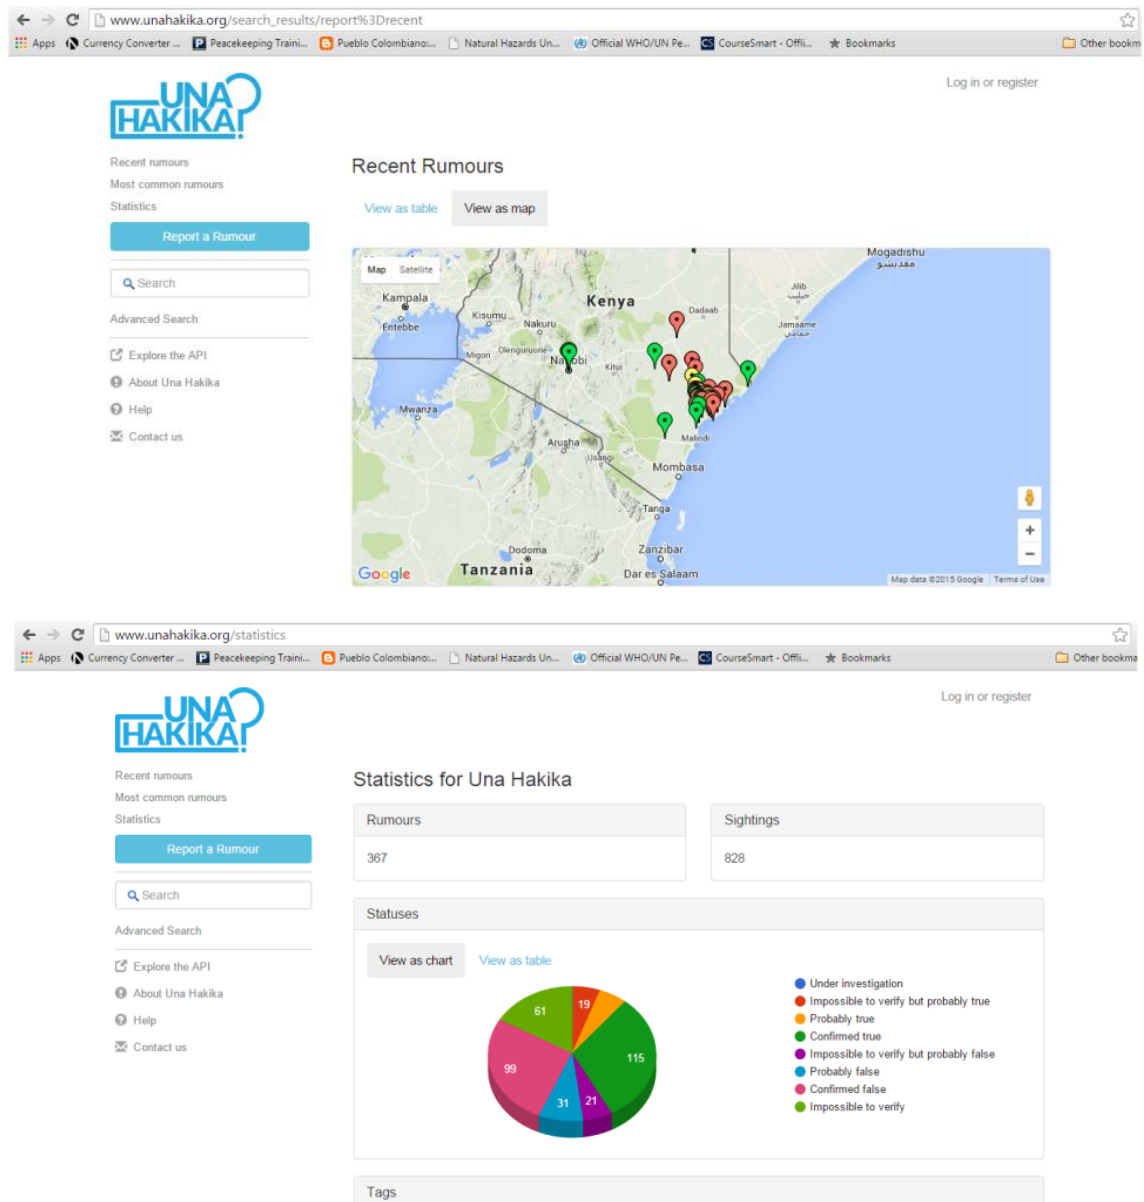 www.unahakika.org/search_results/report%3Drecent
Apps Currency Converter ... Peacekeeping Traini... Pueblo Colombiano:... Natural Hazards Un... Official WHO/UN Pe... CourseSmart - Offli... Bookmarks Other bookm
Log in or register
UNA
HAKIKA?
Recent rumours
Most common rumours
Statistics
Report a Rumour
Search
Advanced Search
Explore the API
About Una Hakika
Help
Contact us
Recent Rumours
View as table View as map
Map Satellite
Mogadishu
مقديشو
Kampala
Entebbe
Kisumu
Nakuru
Kenya
Dadaab
Jilib
جيليب
Jamaame
جمامي
Migori
Olenguruone
Nairobi
Kitui
Mwanza
Arusha
Usangi
Malindi
Mombasa
Tanga
Dodoma
Zanzibar
Tanzania
Dar es Salaam
Google
+
−
Map data ©2015 Google Terms of Use
www.unahakika.org/statistics
Apps Currency Converter ... Peacekeeping Traini... Pueblo Colombiano:... Natural Hazards Un... Official WHO/UN Pe... CourseSmart - Offli... Bookmarks Other bookma
Log in or register
UNA
HAKIKA?
Recent rumours
Most common rumours
Statistics
Report a Rumour
Search
Advanced Search
Explore the API
About Una Hakika
Help
Contact us
Statistics for Una Hakika
Rumours
367
Sightings
828
Statuses
View as chart View as table
61
19
115
99
31
21
Under investigation
Impossible to verify but probably true
Probably true
Confirmed true
Impossible to verify but probably false
Probably false
Confirmed false
Impossible to verify
Tags